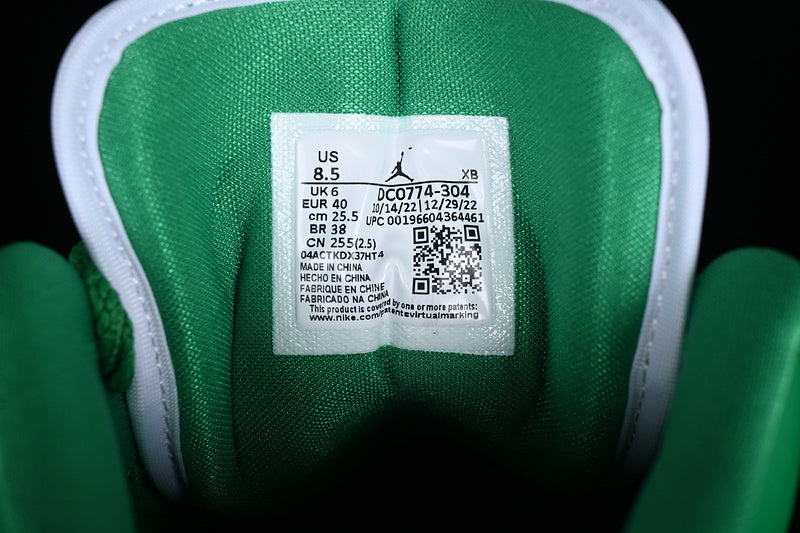 US
8.5 XB
UK 6 DC0774-304
EUR 40 10/14/22 12/29/22
cm 25.5 UPC 00196604364461
BR 38
CN 255(2.5)
04ACTKDX37HT4
MADE IN CHINA
HECHO EN CHINA
FABRIQUE EN CHINE
FABRICADO NA CHINA
This product is covered by one or more patents:
www.nike.com/patentsvirtualmarking